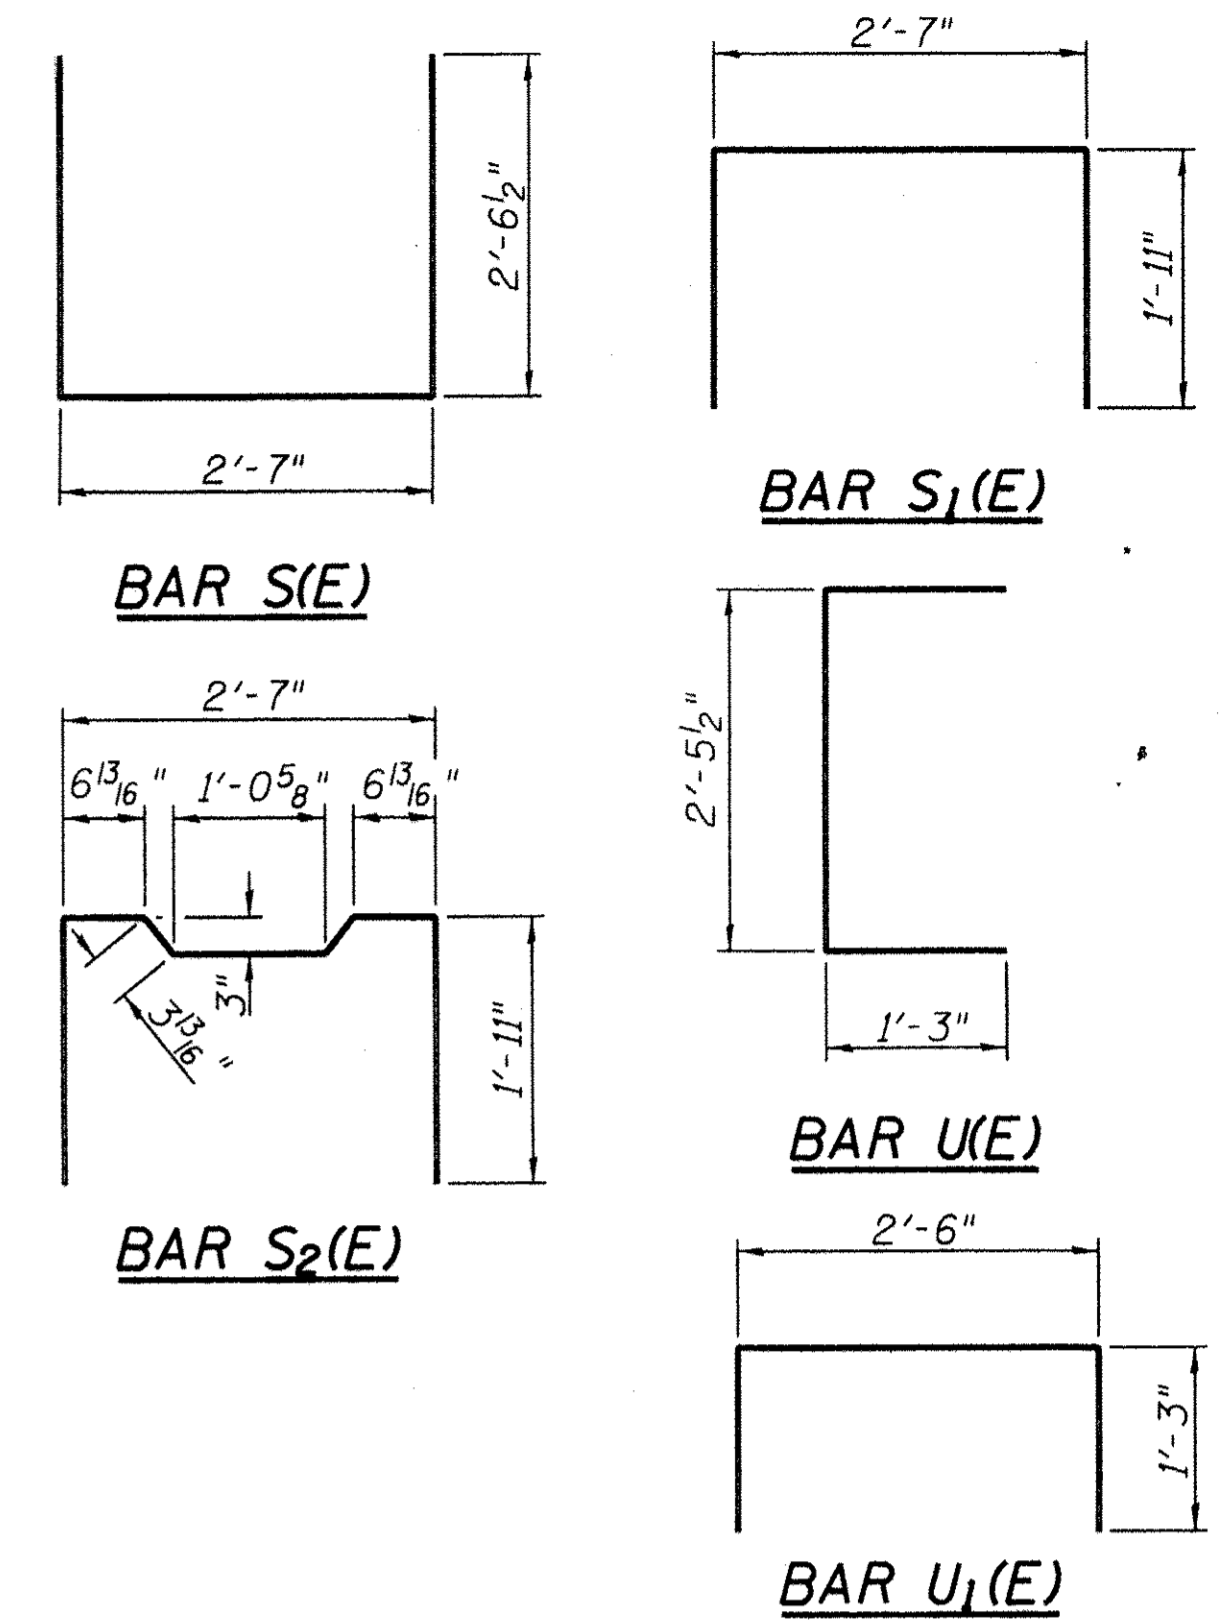 2'-6½"
2'-7"
BAR S(E)
2'-7"
1'-11"
BAR S₁(E)
2'-7"
6 13/16" 1'-0 5/8" 6 13/16"
3"
3 13/16"
1'-11"
BAR S₂(E)
2'-5½"
1'-3"
BAR U(E)
2'-6"
1'-3"
BAR U₁(E)